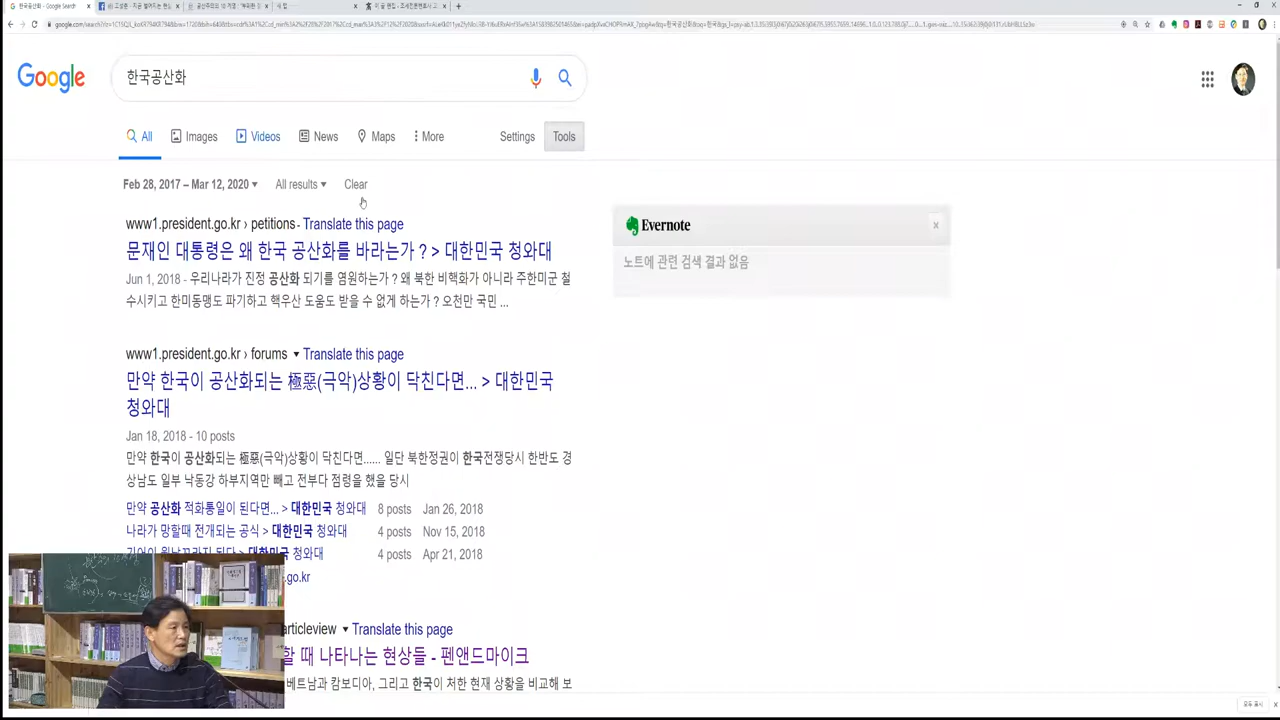 Google
한국공산화
All Images Videos News Maps More Settings Tools
Feb 28, 2017 – Mar 12, 2020 All results Clear
www1.president.go.kr › petitions - Translate this page
문재인 대통령은 왜 한국 공산화를 바라는가 ? > 대한민국 청와대
Jun 1, 2018 - 우리나라가 진정 공산화 되기를 염원하는가 ? 왜 북한 비핵화가 아니라 주한미군 철
수시키고 한미동맹도 파기하고 핵우산 도움도 받을 수 없게 하는가 ? 오천만 국민 ...
www1.president.go.kr › forums Translate this page
만약 한국이 공산화되는 極惡(극악)상황이 닥친다면... > 대한민국
청와대
Jan 18, 2018 - 10 posts
만약 한국이 공산화되는 極惡(극악)상황이 닥친다면...... 일단 북한정권이 한국전쟁당시 한반도 경
상남도 일부 낙동강 하부지역만 빼고 전부다 점령을 했을 당시
만약 공산화 적화통일이 된다면... > 대한민국 청와대 8 posts Jan 26, 2018
나라가 망할때 전개되는 공식 > 대한민국 청와대 4 posts Nov 15, 2018
대한민국 청와대 4 posts Apr 21, 2018
.go.kr
articleview Translate this page
할 때 나타나는 현상들 - 펜앤드마이크
베트남과 캄보디아, 그리고 한국이 처한 현재 상황을 비교해 보
Evernote
노트에 관련 검색 결과 없음
모두 표시